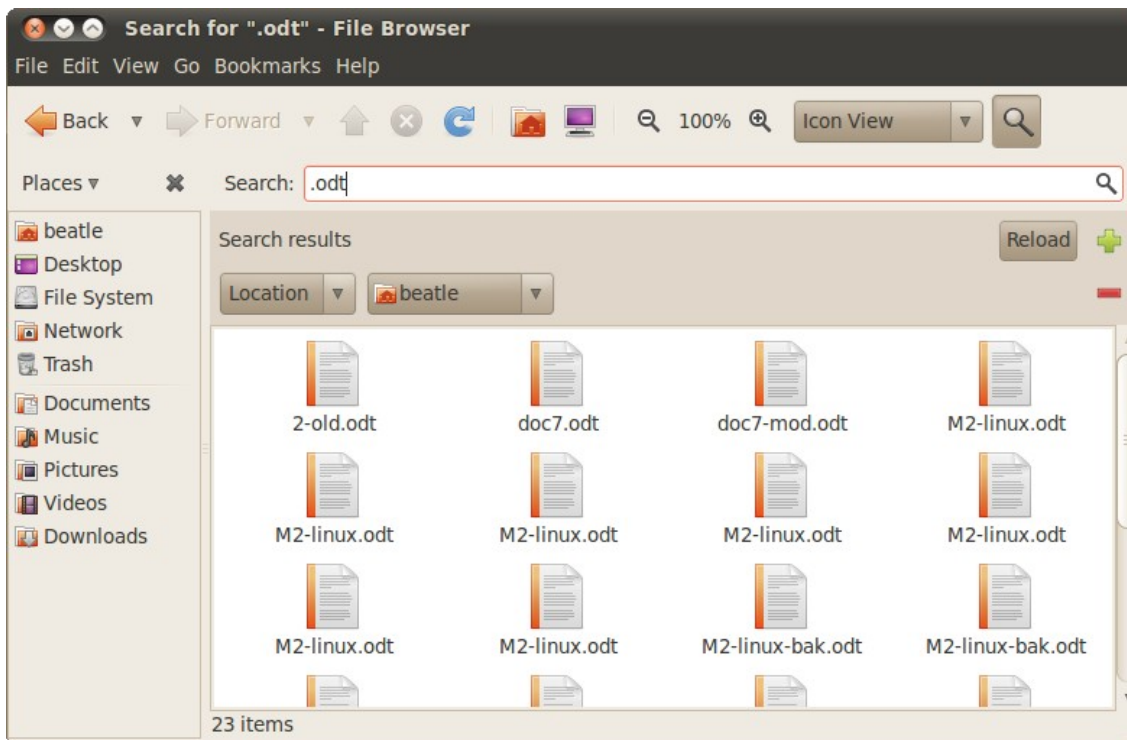 Search for ".odt" - File Browser
File Edit View Go Bookmarks Help
Back Forward 100% Icon View
Places Search: .odt
beatle
Desktop
File System
Network
Trash
Documents
Music
Pictures
Videos
Downloads
Search results Reload
Location beatle
2-old.odt doc7.odt doc7-mod.odt M2-linux.odt
M2-linux.odt M2-linux.odt M2-linux.odt M2-linux.odt
M2-linux.odt M2-linux.odt M2-linux-bak.odt M2-linux-bak.odt
23 items